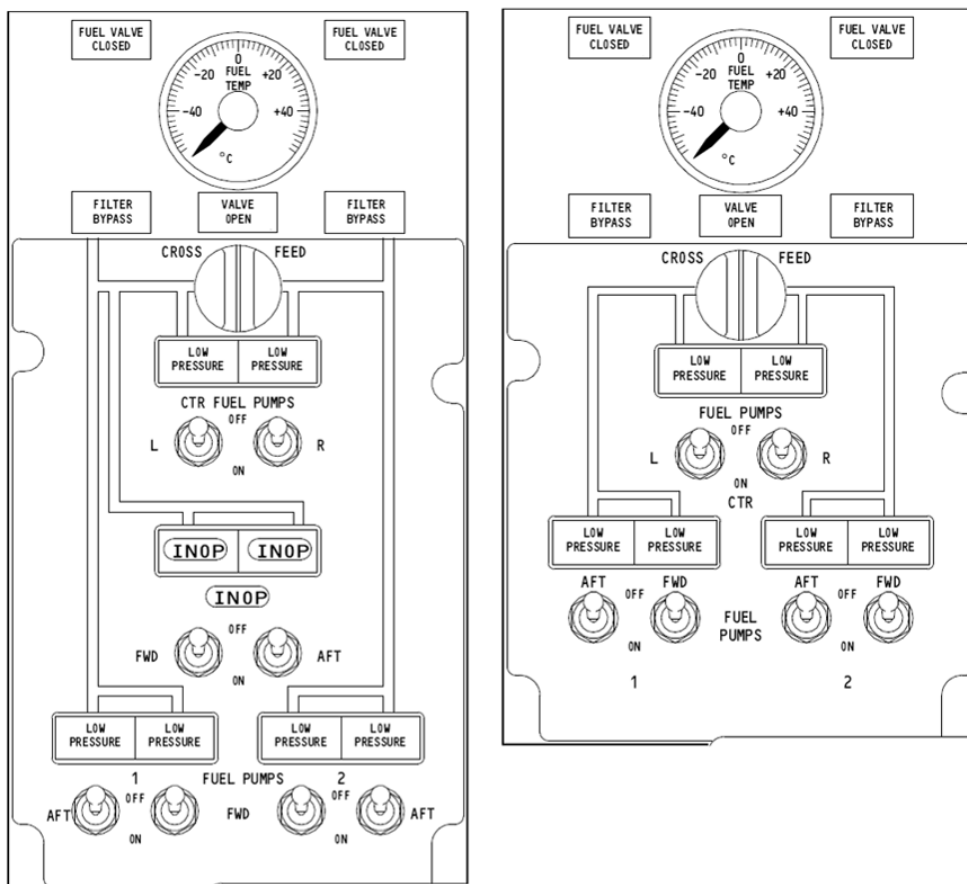 FUEL VALVE
CLOSED
FUEL VALVE
CLOSED
0
-20
+20
FUEL
TEMP
-40
+40
°C
FILTER
BYPASS
VALVE
OPEN
FILTER
BYPASS
CROSS
FEED
LOW
PRESSURE
LOW
PRESSURE
CTR FUEL PUMPS
OFF
L
R
ON
INOP
INOP
INOP
OFF
FWD
AFT
ON
LOW
PRESSURE
LOW
PRESSURE
LOW
PRESSURE
LOW
PRESSURE
1
FUEL PUMPS
2
OFF
OFF
AFT
FWD
AFT
ON
ON
FUEL VALVE
CLOSED
FUEL VALVE
CLOSED
0
-20
+20
FUEL
TEMP
-40
+40
°C
FILTER
BYPASS
VALVE
OPEN
FILTER
BYPASS
CROSS
FEED
LOW
PRESSURE
LOW
PRESSURE
FUEL PUMPS
OFF
L
R
ON
CTR
LOW
PRESSURE
LOW
PRESSURE
LOW
PRESSURE
LOW
PRESSURE
AFT
FWD
AFT
FWD
OFF
OFF
FUEL
PUMPS
ON
ON
1
2